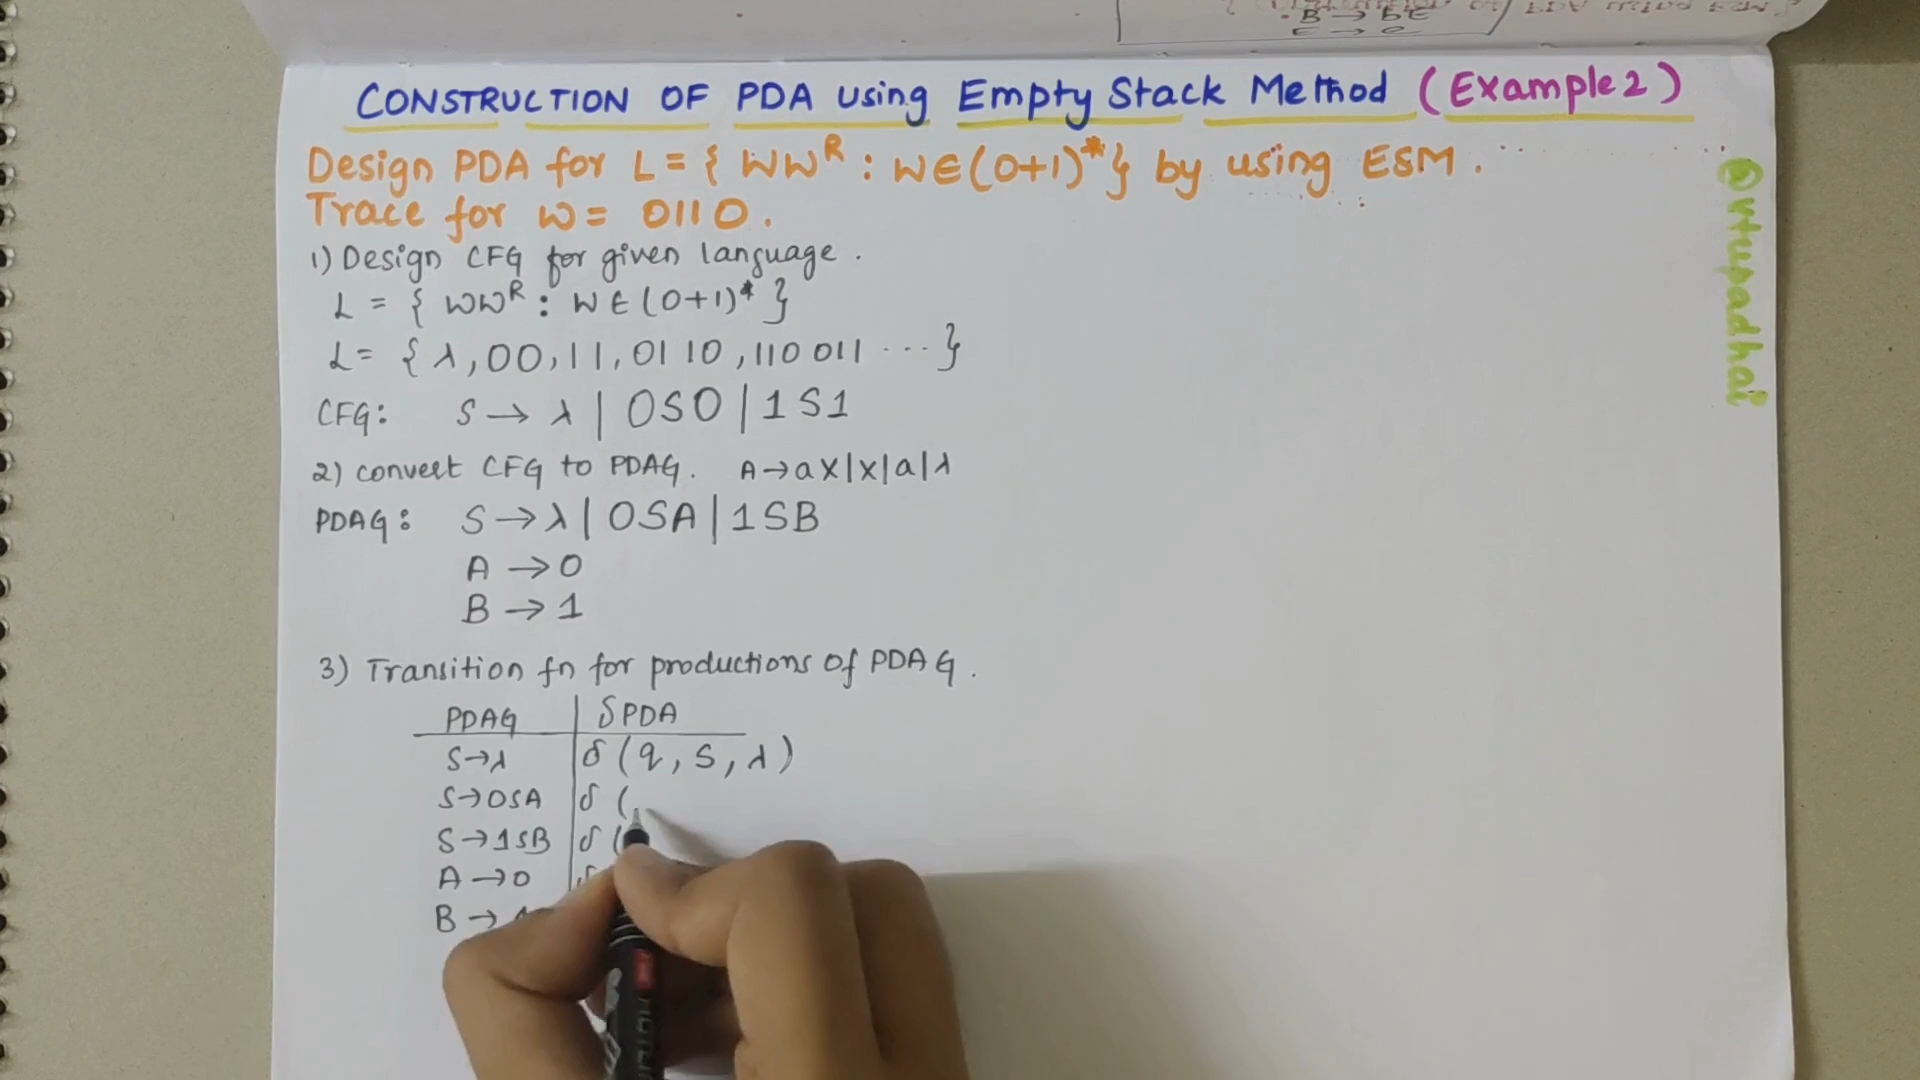 B → bE
E → e
CONSTRUCTION OF PDA using Empty Stack Method (Example 2)
Design PDA for L = { WW^R : W∈(0+1)^* } by using ESM.
Trace for w = 0110.
1) Design CFG for given language.
L = { WW^R : W∈(0+1)^* }
L = { λ, 00, 11, 0110, 110011 ... }
CFG: S → λ | 0S0 | 1S1
2) convert CFG to PDAG. A → aX|X|a|λ
PDAG: S → λ | 0SA | 1SB
A → 0
B → 1
3) Transition fn for productions of PDAG.
PDAG | δPDA
S→λ | δ(q, S, λ)
S→0SA | δ(
S→1SB | δ(
A→0 | δ
B→
@rtupadhai